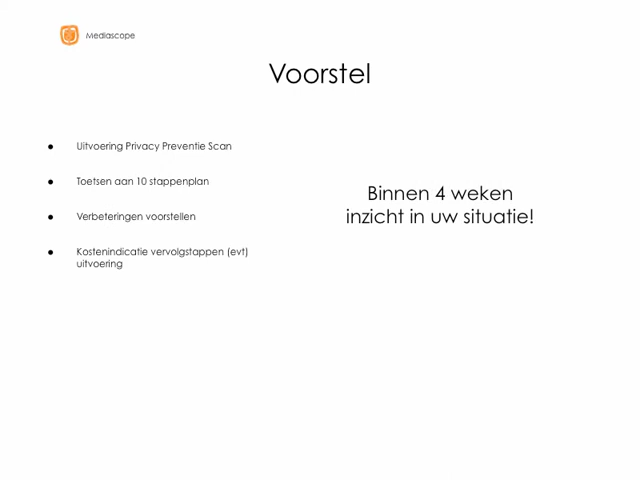 Mediascope
Voorstel
● Uitvoering Privacy Preventie Scan
● Toetsen aan 10 stappenplan
● Verbeteringen voorstellen
● Kostenindicatie vervolgstappen (evt)
uitvoering
Binnen 4 weken
inzicht in uw situatie!